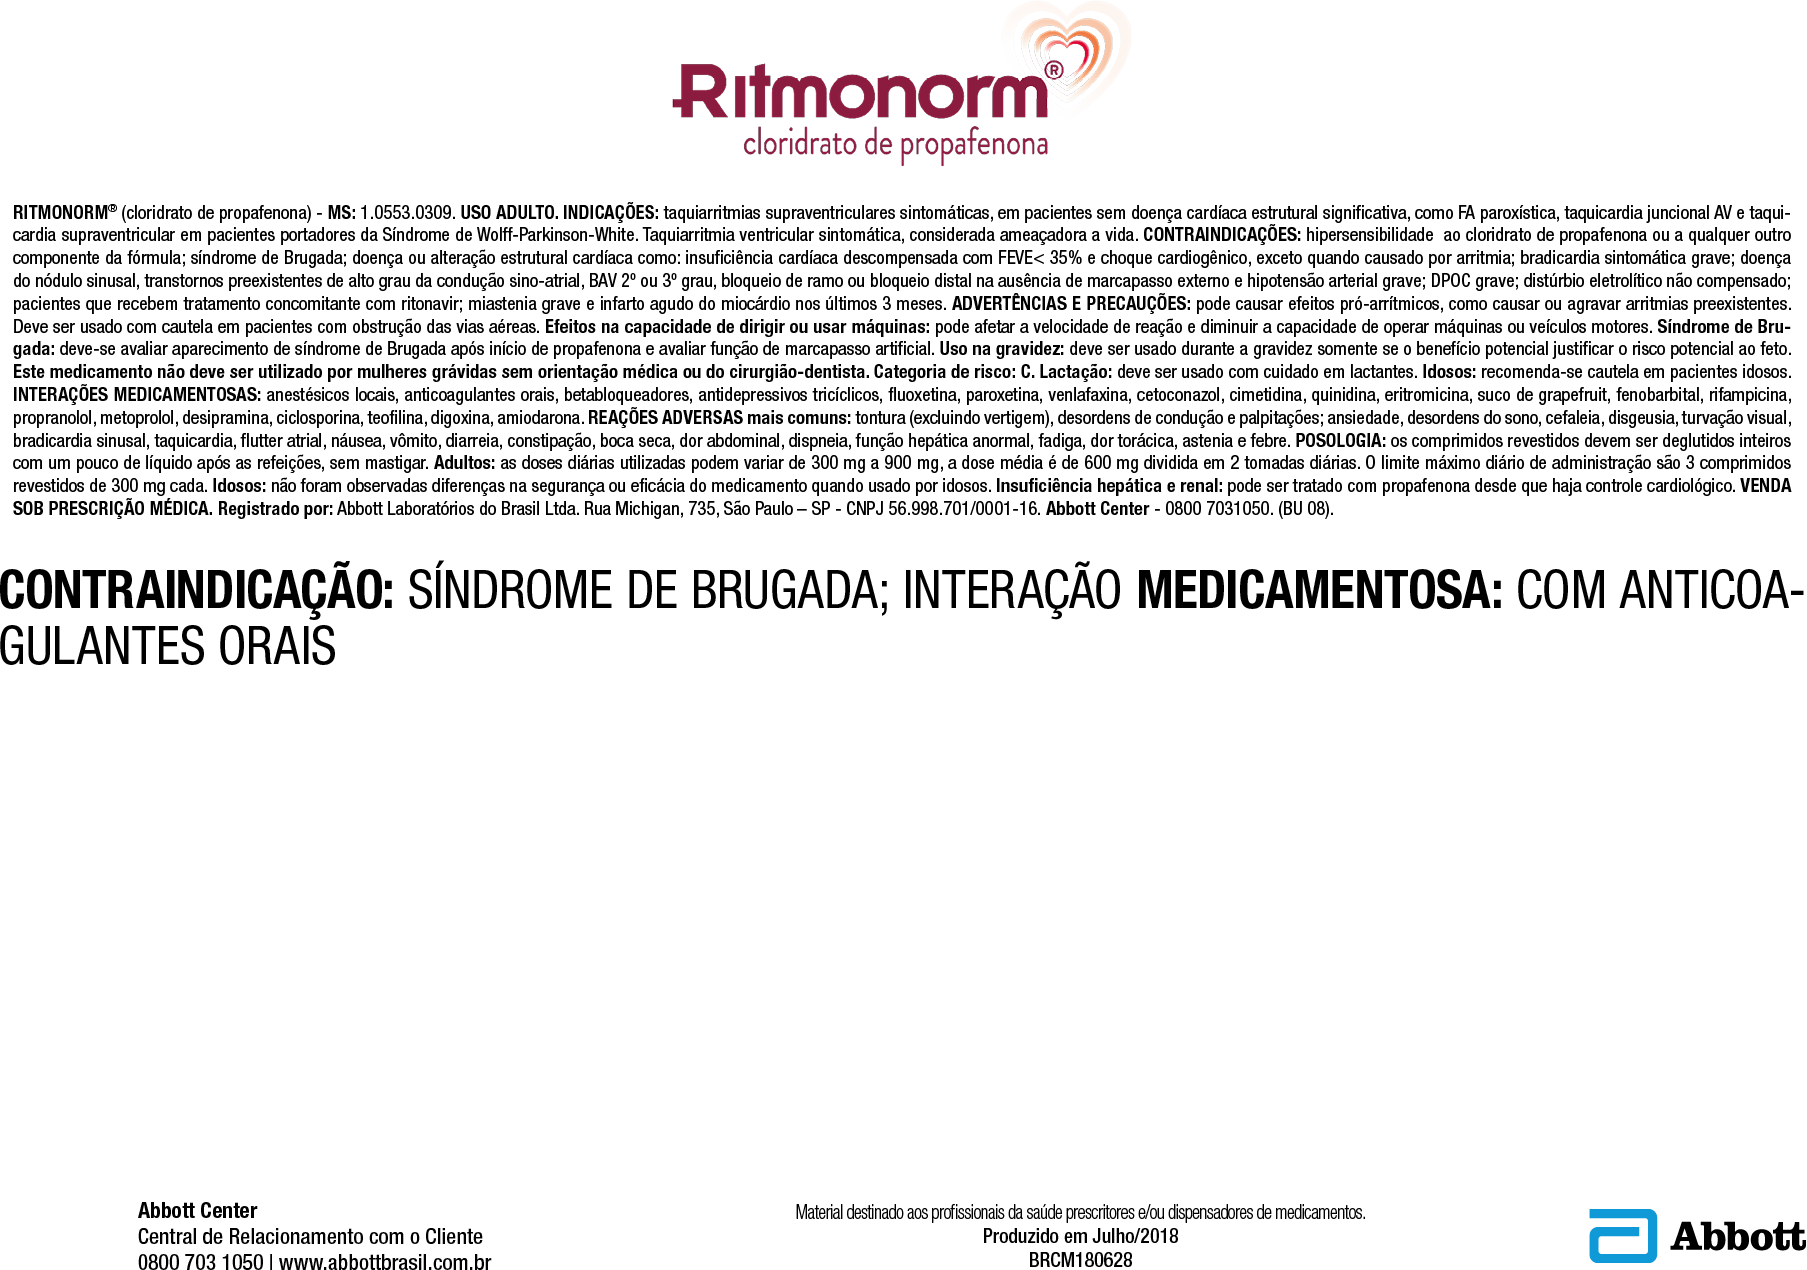 Ritmonorm®
cloridrato de propafenona
RITMONORM® (cloridrato de propafenona) - MS: 1.0553.0309. USO ADULTO. INDICAÇÕES: taquiarritmias supraventriculares sintomáticas, em pacientes sem doença cardíaca estrutural significativa, como FA paroxística, taquicardia juncional AV e taqui-
cardia supraventricular em pacientes portadores da Síndrome de Wolff-Parkinson-White. Taquiarritmia ventricular sintomática, considerada ameaçadora a vida. CONTRAINDICAÇÕES: hipersensibilidade ao cloridrato de propafenona ou a qualquer outro
componente da fórmula; síndrome de Brugada; doença ou alteração estrutural cardíaca como: insuficiência cardíaca descompensada com FEVE< 35% e choque cardiogênico, exceto quando causado por arritmia; bradicardia sintomática grave; doença
do nódulo sinusal, transtornos preexistentes de alto grau da condução sino-atrial, BAV 2º ou 3º grau, bloqueio de ramo ou bloqueio distal na ausência de marcapasso externo e hipotensão arterial grave; DPOC grave; distúrbio eletrolítico não compensado;
pacientes que recebem tratamento concomitante com ritonavir; miastenia grave e infarto agudo do miocárdio nos últimos 3 meses. ADVERTÊNCIAS E PRECAUÇÕES: pode causar efeitos pró-arrítmicos, como causar ou agravar arritmias preexistentes.
Deve ser usado com cautela em pacientes com obstrução das vias aéreas. Efeitos na capacidade de dirigir ou usar máquinas: pode afetar a velocidade de reação e diminuir a capacidade de operar máquinas ou veículos motores. Síndrome de Bru-
gada: deve-se avaliar aparecimento de síndrome de Brugada após início de propafenona e avaliar função de marcapasso artificial. Uso na gravidez: deve ser usado durante a gravidez somente se o benefício potencial justificar o risco potencial ao feto.
Este medicamento não deve ser utilizado por mulheres grávidas sem orientação médica ou do cirurgião-dentista. Categoria de risco: C. Lactação: deve ser usado com cuidado em lactantes. Idosos: recomenda-se cautela em pacientes idosos.
INTERAÇÕES MEDICAMENTOSAS: anestésicos locais, anticoagulantes orais, betabloqueadores, antidepressivos tricíclicos, fluoxetina, paroxetina, venlafaxina, cetoconazol, cimetidina, quinidina, eritromicina, suco de grapefruit, fenobarbital, rifampicina,
propranolol, metoprolol, desipramina, ciclosporina, teofilina, digoxina, amiodarona. REAÇÕES ADVERSAS mais comuns: tontura (excluindo vertigem), desordens de condução e palpitações; ansiedade, desordens do sono, cefaleia, disgeusia, turvação visual,
bradicardia sinusal, taquicardia, flutter atrial, náusea, vômito, diarreia, constipação, boca seca, dor abdominal, dispneia, função hepática anormal, fadiga, dor torácica, astenia e febre. POSOLOGIA: os comprimidos revestidos devem ser deglutidos inteiros
com um pouco de líquido após as refeições, sem mastigar. Adultos: as doses diárias utilizadas podem variar de 300 mg a 900 mg, a dose média é de 600 mg dividida em 2 tomadas diárias. O limite máximo diário de administração são 3 comprimidos
revestidos de 300 mg cada. Idosos: não foram observadas diferenças na segurança ou eficácia do medicamento quando usado por idosos. Insuficiência hepática e renal: pode ser tratado com propafenona desde que haja controle cardiológico. VENDA
SOB PRESCRIÇÃO MÉDICA. Registrado por: Abbott Laboratórios do Brasil Ltda. Rua Michigan, 735, São Paulo – SP - CNPJ 56.998.701/0001-16. Abbott Center - 0800 7031050. (BU 08).
CONTRAINDICAÇÃO: SÍNDROME DE BRUGADA; INTERAÇÃO MEDICAMENTOSA: COM ANTICOA-
GULANTES ORAIS
Abbott Center
Central de Relacionamento com o Cliente
0800 703 1050 | www.abbottbrasil.com.br
Material destinado aos profissionais da saúde prescritores e/ou dispensadores de medicamentos.
Produzido em Julho/2018
BRCM180628
Abbott